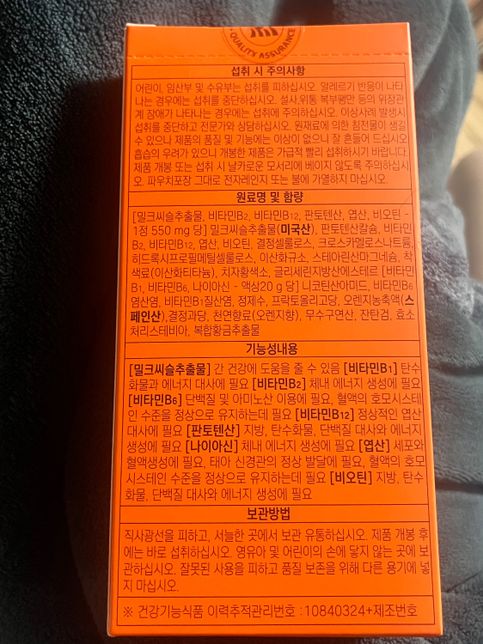 QUALITY ASSURANCE
섭취 시 주의사항
어린이, 임산부 및 수유부는 섭취를 피하십시오. 알레르기 반응이 나타
나는 경우에는 섭취를 중단하십시오. 설사,위통 복부팽만 등의 위장관
계 장애가 나타나는 경우에는 섭취에 주의하십시오. 이상사례 발생시
섭취를 중단하고 전문가와 상담하십시오. 원재료에 의한 침전물이 생길
수 있으나 제품의 품질 및 기능에는 이상이 없으니 잘 흔들어 드십시오.
흡습의 우려가 있으니 개봉한 제품은 가급적 빨리 섭취하시기 바랍니다.
제품 개봉 또는 섭취 시 날카로운 모서리에 베이지 않도록 주의하십시
오. 파우치포장 그대로 전자레인지 또는 불에 가열하지 마십시오.
원료명 및 함량
[밀크씨슬추출물, 비타민B2, 비타민B12, 판토텐산, 엽산, 비오틴 -
1정 550 mg 당] 밀크씨슬추출물(미국산), 판토텐산칼슘, 비타민
B2, 비타민B12, 엽산, 비오틴, 결정셀룰로스, 크로스카멜로스나트륨,
히드록시프로필메틸셀룰로스, 이산화규소, 스테아린산마그네슘, 착
색료(이산화티타늄), 치자황색소, 글리세린지방산에스테르 [비타민
B1, 비타민B6, 나이아신 - 액상20 g 당] 니코틴산아미드, 비타민B6
염산염, 비타민B1질산염, 정제수, 프락토올리고당, 오렌지농축액(스
페인산),결정과당, 천연향료(오렌지향), 무수구연산, 잔탄검, 효소
처리스테비아, 복합황금추출물
기능성내용
[밀크씨슬추출물] 간 건강에 도움을 줄 수 있음 [비타민B1] 탄수
화물과 에너지 대사에 필요 [비타민B2] 체내 에너지 생성에 필요
[비타민B6] 단백질 및 아미노산 이용에 필요, 혈액의 호모시스테
인 수준을 정상으로 유지하는데 필요 [비타민B12] 정상적인 엽산
대사에 필요 [판토텐산] 지방, 탄수화물, 단백질 대사와 에너지
생성에 필요 [나이아신] 체내 에너지 생성에 필요 [엽산] 세포와
혈액생성에 필요, 태아 신경관의 정상 발달에 필요, 혈액의 호모
시스테인 수준을 정상으로 유지하는데 필요 [비오틴] 지방, 탄수
화물, 단백질 대사와 에너지 생성에 필요
보관방법
직사광선을 피하고, 서늘한 곳에서 보관 유통하십시오. 제품 개봉 후
에는 바로 섭취하십시오. 영유아 및 어린이의 손에 닿지 않는 곳에 보
관하십시오. 잘못된 사용을 피하고 품질 보존을 위해 다른 용기에 넣
지 마십시오.
※ 건강기능식품 이력추적관리번호 : 10840324+제조번호